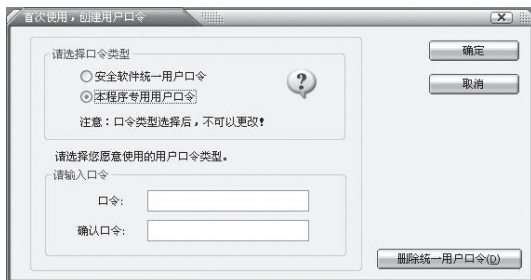 首次使用，创建用户口令
请选择口令类型
安全软件统一用户口令
本程序专用用户口令
注意：口令类型选择后，不可以更改！
请选择您愿意使用的用户口令类型。
请输入口令
口令：
确认口令：
确定
取消
删除统一用户口令(D)